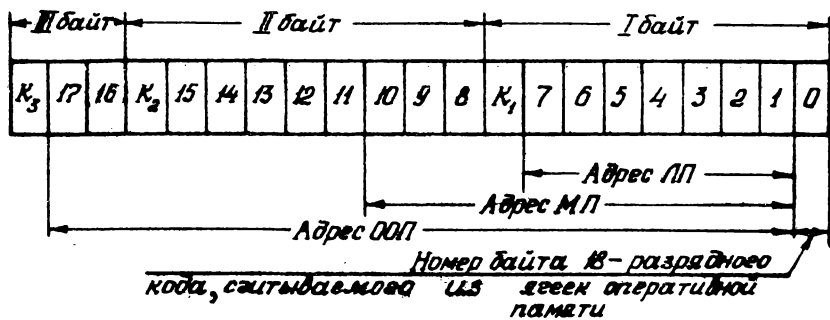 III байт II байт I байт
K3 17 16 K2 15 14 13 12 11 10 9 8 K1 7 6 5 4 3 2 1 0
Адрес ЛП
Адрес МП
Адрес ООП
Номер байта 18-разрядного
кода, считываемого из ячеек оперативной
памяти